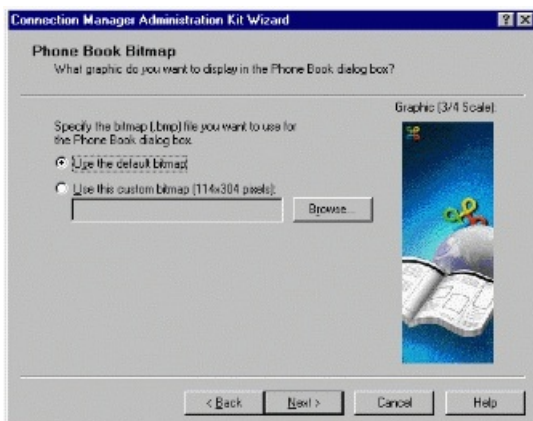 Connection Manager Administration Kit Wizard
Phone Book Bitmap
What graphic do you want to display in the Phone Book dialog box?
Graphic (3/4 Scale):
Specify the bitmap (.bmp) file you want to use for
the Phone Book dialog box.
Use the default bitmap
Use this custom bitmap (114x304 pixels):
Browse...
< Back
Next >
Cancel
Help